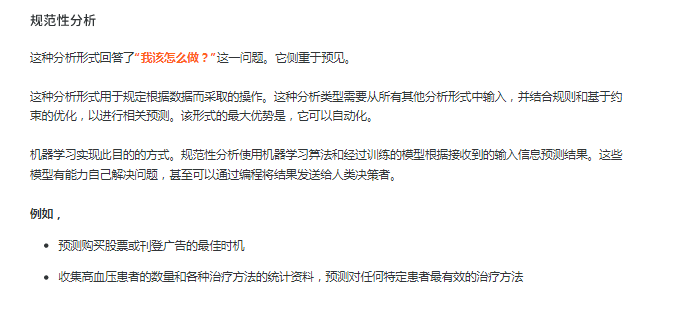 规范性分析
这种分析形式回答了“我该怎么做？”这一问题。它侧重于预见。
这种分析形式用于规定根据数据而采取的操作。这种分析类型需要从所有其他分析形式中输入，并结合规则和基于约
束的优化，以进行相关预测。该形式的最大优势是，它可以自动化。
机器学习实现此目的的方式。规范性分析使用机器学习算法和经过训练的模型根据接收到的输入信息预测结果。这些
模型有能力自己解决问题，甚至可以通过编程将结果发送给人类决策者。
例如，
• 预测购买股票或刊登广告的最佳时机
• 收集高血压患者的数量和各种治疗方法的统计资料，预测对任何特定患者最有效的治疗方法